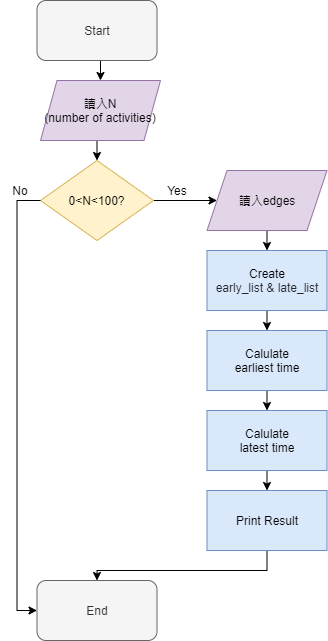 Start
讀入N
(number of activities)
0<N<100?
No
Yes
讀入edges
Create
early_list & late_list
Calulate
earliest time
Calulate
latest time
Print Result
End